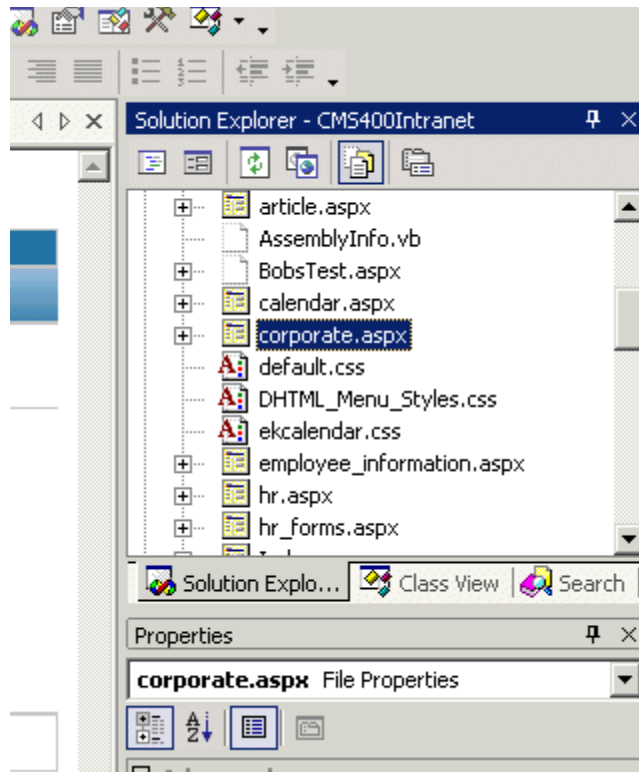 Solution Explorer - CMS400Intranet
article.aspx
AssemblyInfo.vb
BobsTest.aspx
calendar.aspx
corporate.aspx
default.css
DHTML_Menu_Styles.css
ekcalendar.css
employee_information.aspx
hr.aspx
hr_forms.aspx
Solution Explo... Class View Search
Properties
corporate.aspx File Properties